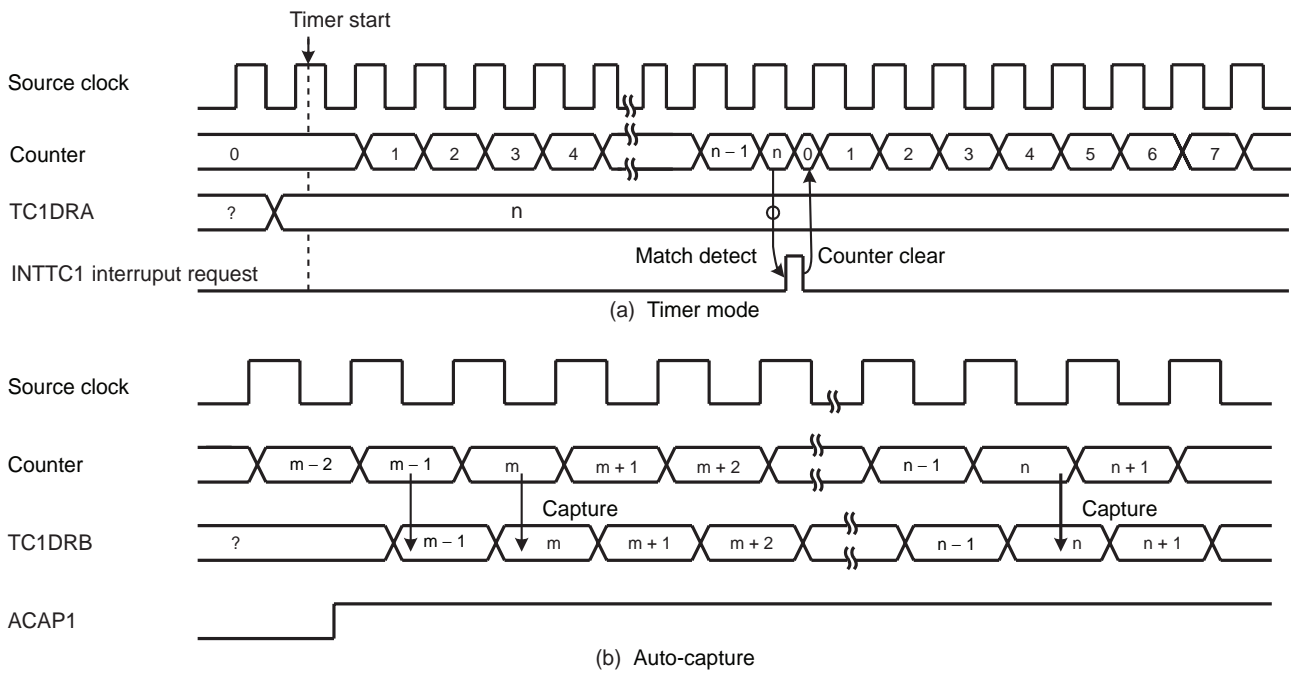 Timer start
Source clock
Counter 0 1 2 3 4 n – 1 n 0 1 2 3 4 5 6 7
TC1DRA ? n
Match detect Counter clear
INTTC1 interruput request
(a) Timer mode
Source clock
Counter m – 2 m – 1 m m + 1 m + 2 n – 1 n n + 1
Capture Capture
TC1DRB ? m – 1 m m + 1 m + 2 n – 1 n n + 1
ACAP1
(b) Auto-capture